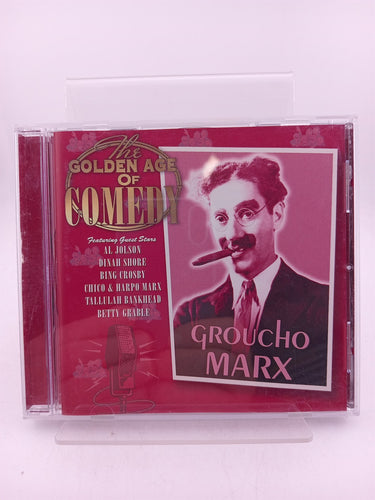 The
GOLDEN AGE
OF
COMEDY
Featuring Guest Stars
AL JOLSON
DINAH SHORE
BING CROSBY
CHICO & HARPO MARX
TALLULAH BANKHEAD
BETTY GRABLE
GROUCHO
MARX